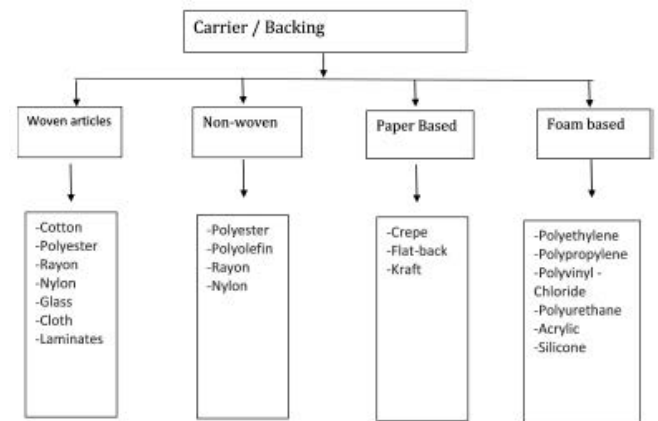 Carrier / Backing
Woven articles
Non-woven
Paper Based
Foam based
-Cotton
-Polyester
-Rayon
-Nylon
-Glass
-Cloth
-Laminates
-Polyester
-Polyolefin
-Rayon
-Nylon
-Crepe
-Flat-back
-Kraft
-Polyethylene
-Polypropylene
-Polyvinyl -
Chloride
-Polyurethane
-Acrylic
-Silicone